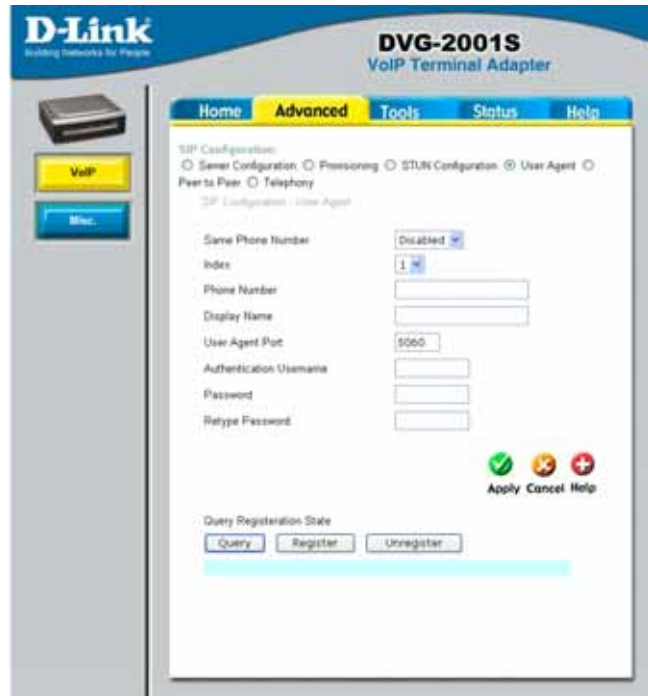 D-Link
Building Networks for People
DVG-2001S
VoIP Terminal Adapter
Home Advanced Tools Status Help
VoIP
Misc.
SIP Configuration:
Server Configuration Provisioning STUN Configuration User Agent
Peer to Peer Telephony
SIP Configuration - User Agent
Same Phone Number Disabled
Index 1
Phone Number
Display Name
User Agent Port 5060
Authentication Username
Password
Retype Password
Apply Cancel Help
Query Registeration State
Query Register Unregister